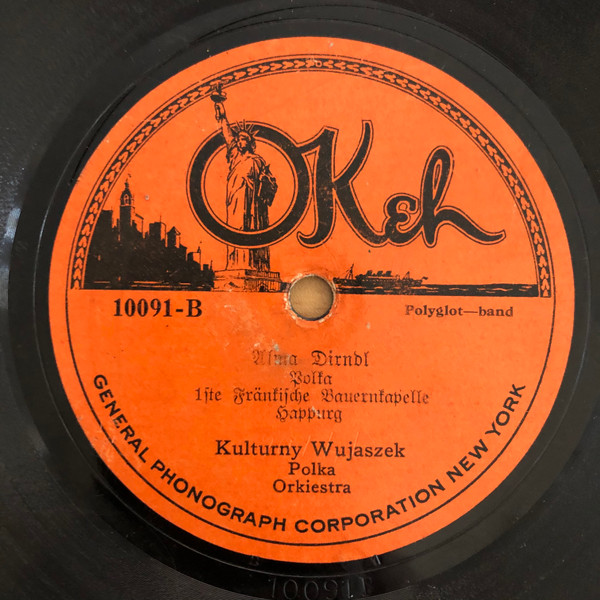 OKeh
10091-B
Polyglot—band
Alma Dirndl
Polka
1ste Fränkische Bauernkapelle
Happurg
Kulturny Wujaszek
Polka
Orkiestra
GENERAL PHONOGRAPH CORPORATION NEW YORK